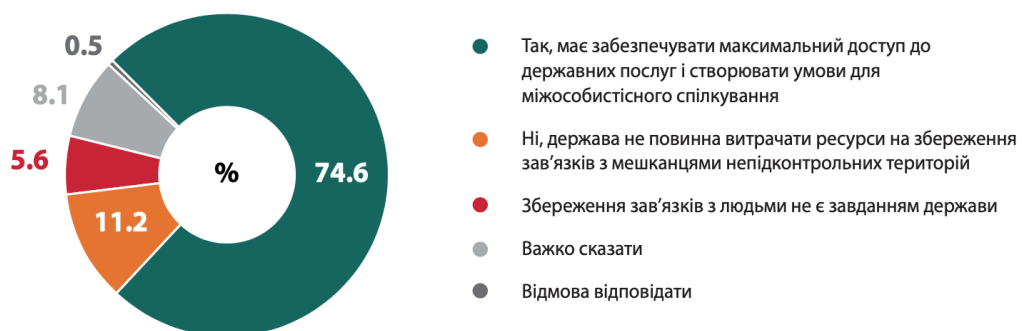 0.5
8.1
5.6
11.2
%
74.6
Так, має забезпечувати максимальний доступ до
державних послуг і створювати умови для
міжособистісного спілкування
Ні, держава не повинна витрачати ресурси на збереження
зав’язків з мешканцями непідконтрольних територій
Збереження зав’язків з людьми не є завданням держави
Важко сказати
Відмова відповідати